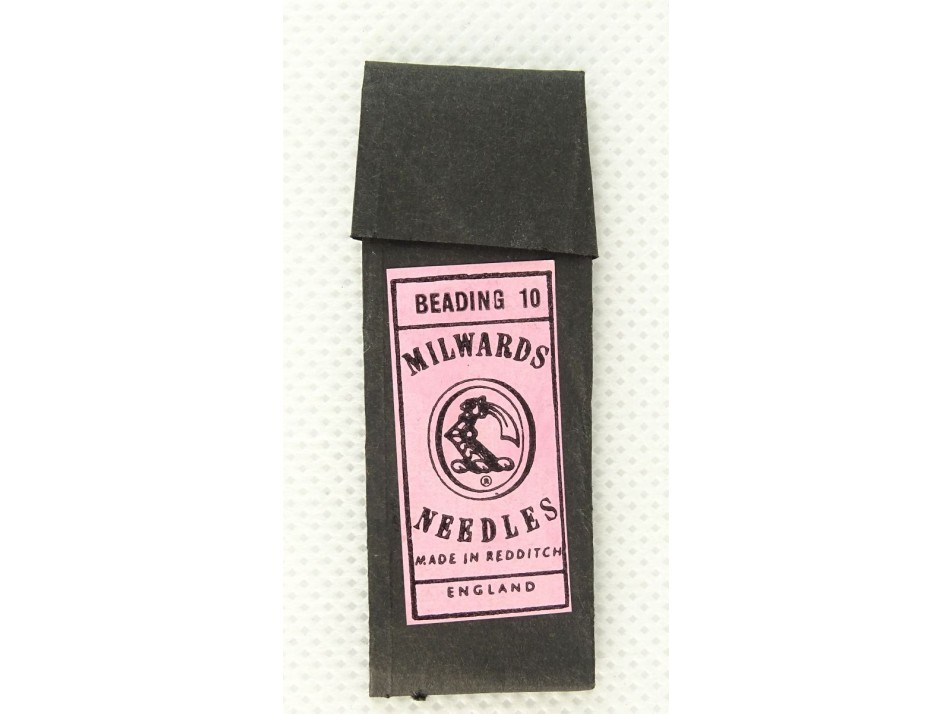 BEADING 10
MILWARDS
®
NEEDLES
MADE IN REDDITCH
ENGLAND